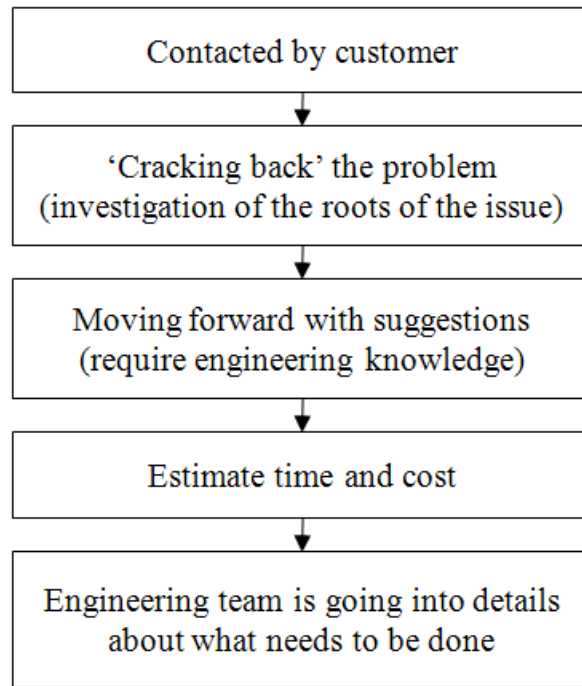 Contacted by customer
‘Cracking back’ the problem
(investigation of the roots of the issue)
Moving forward with suggestions
(require engineering knowledge)
Estimate time and cost
Engineering team is going into details
about what needs to be done